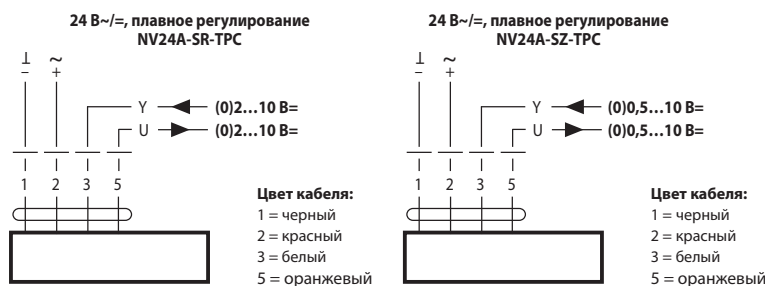 24 В~/=, плавное регулирование
NV24A-SR-TPC
⊥ ~
– +
Y (0)2...10 В=
U (0)2...10 В=
1 2 3 5
Цвет кабеля:
1 = черный
2 = красный
3 = белый
5 = оранжевый
24 В~/=, плавное регулирование
NV24A-SZ-TPC
⊥ ~
– +
Y (0)0,5...10 В=
U (0)0,5...10 В=
1 2 3 5
Цвет кабеля:
1 = черный
2 = красный
3 = белый
5 = оранжевый